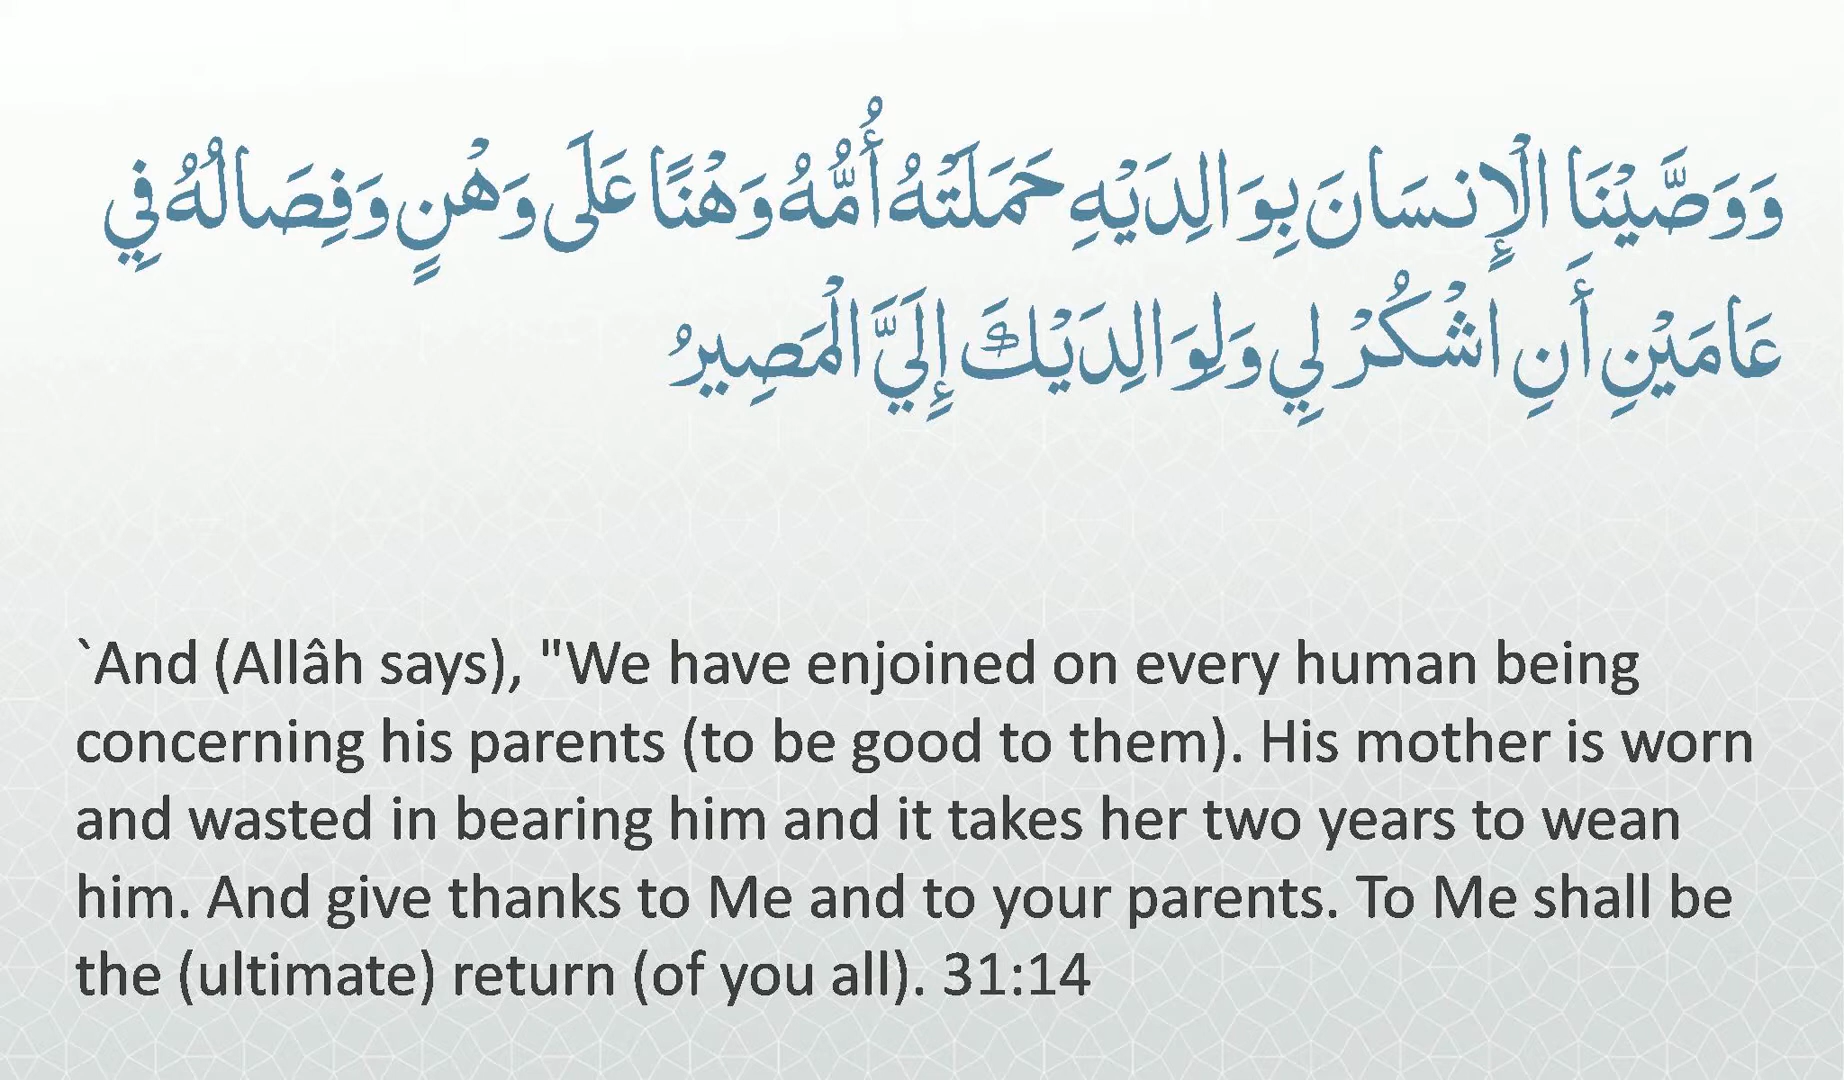 وَوَصَّيْنَا الْإِنسَانَ بِوَالِدَيْهِ حَمَلَتْهُ أُمُّهُ وَهْنًا عَلَى وَهْنٍ وَفِصَالُهُ فِي
عَامَيْنِ أَنِ اشْكُرْ لِي وَلِوَالِدَيْكَ إِلَيَّ الْمَصِيرُ
`And (Allâh says), "We have enjoined on every human being
concerning his parents (to be good to them). His mother is worn
and wasted in bearing him and it takes her two years to wean
him. And give thanks to Me and to your parents. To Me shall be
the (ultimate) return (of you all). 31:14